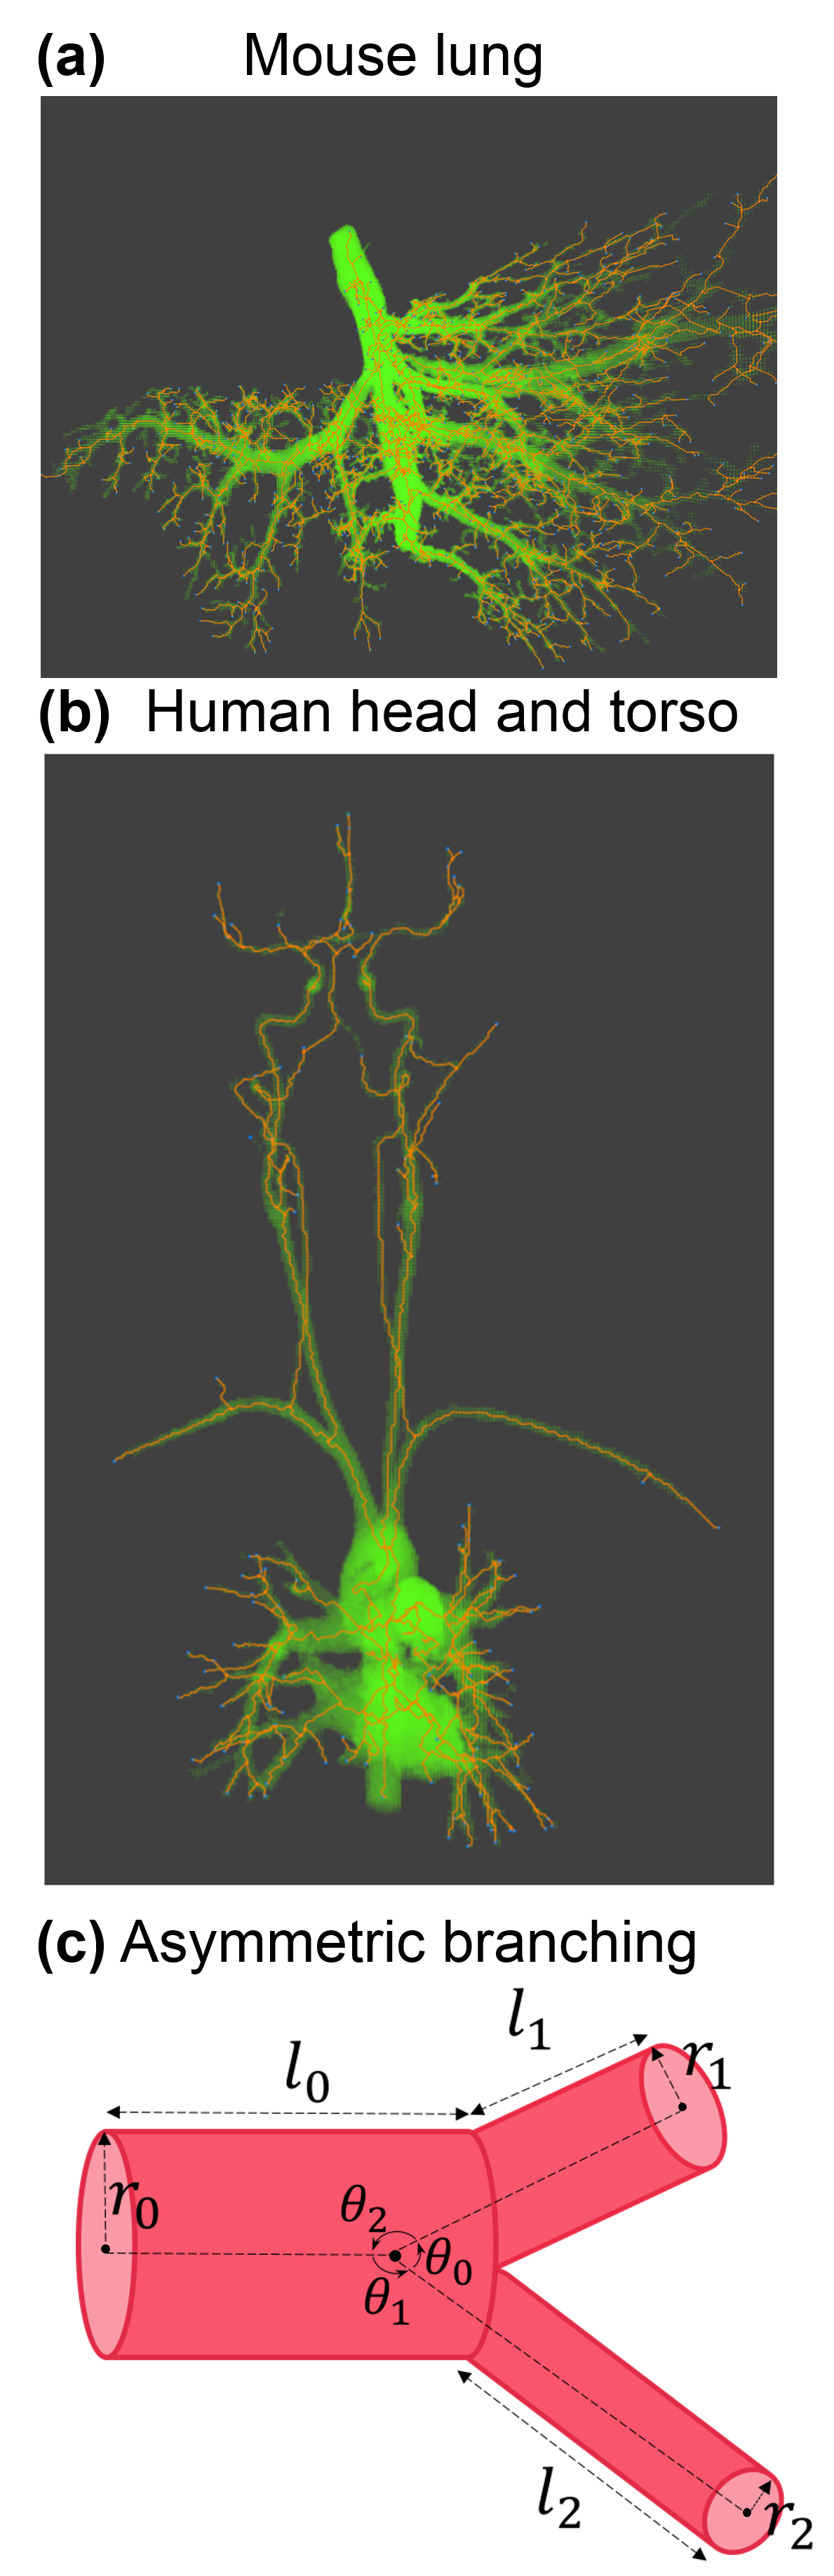 (a) Mouse lung
(b) Human head and torso
(c) Asymmetric branching
l₁
l₀
r₁
r₀
θ₂
θ₀
θ₁
l₂
r₂